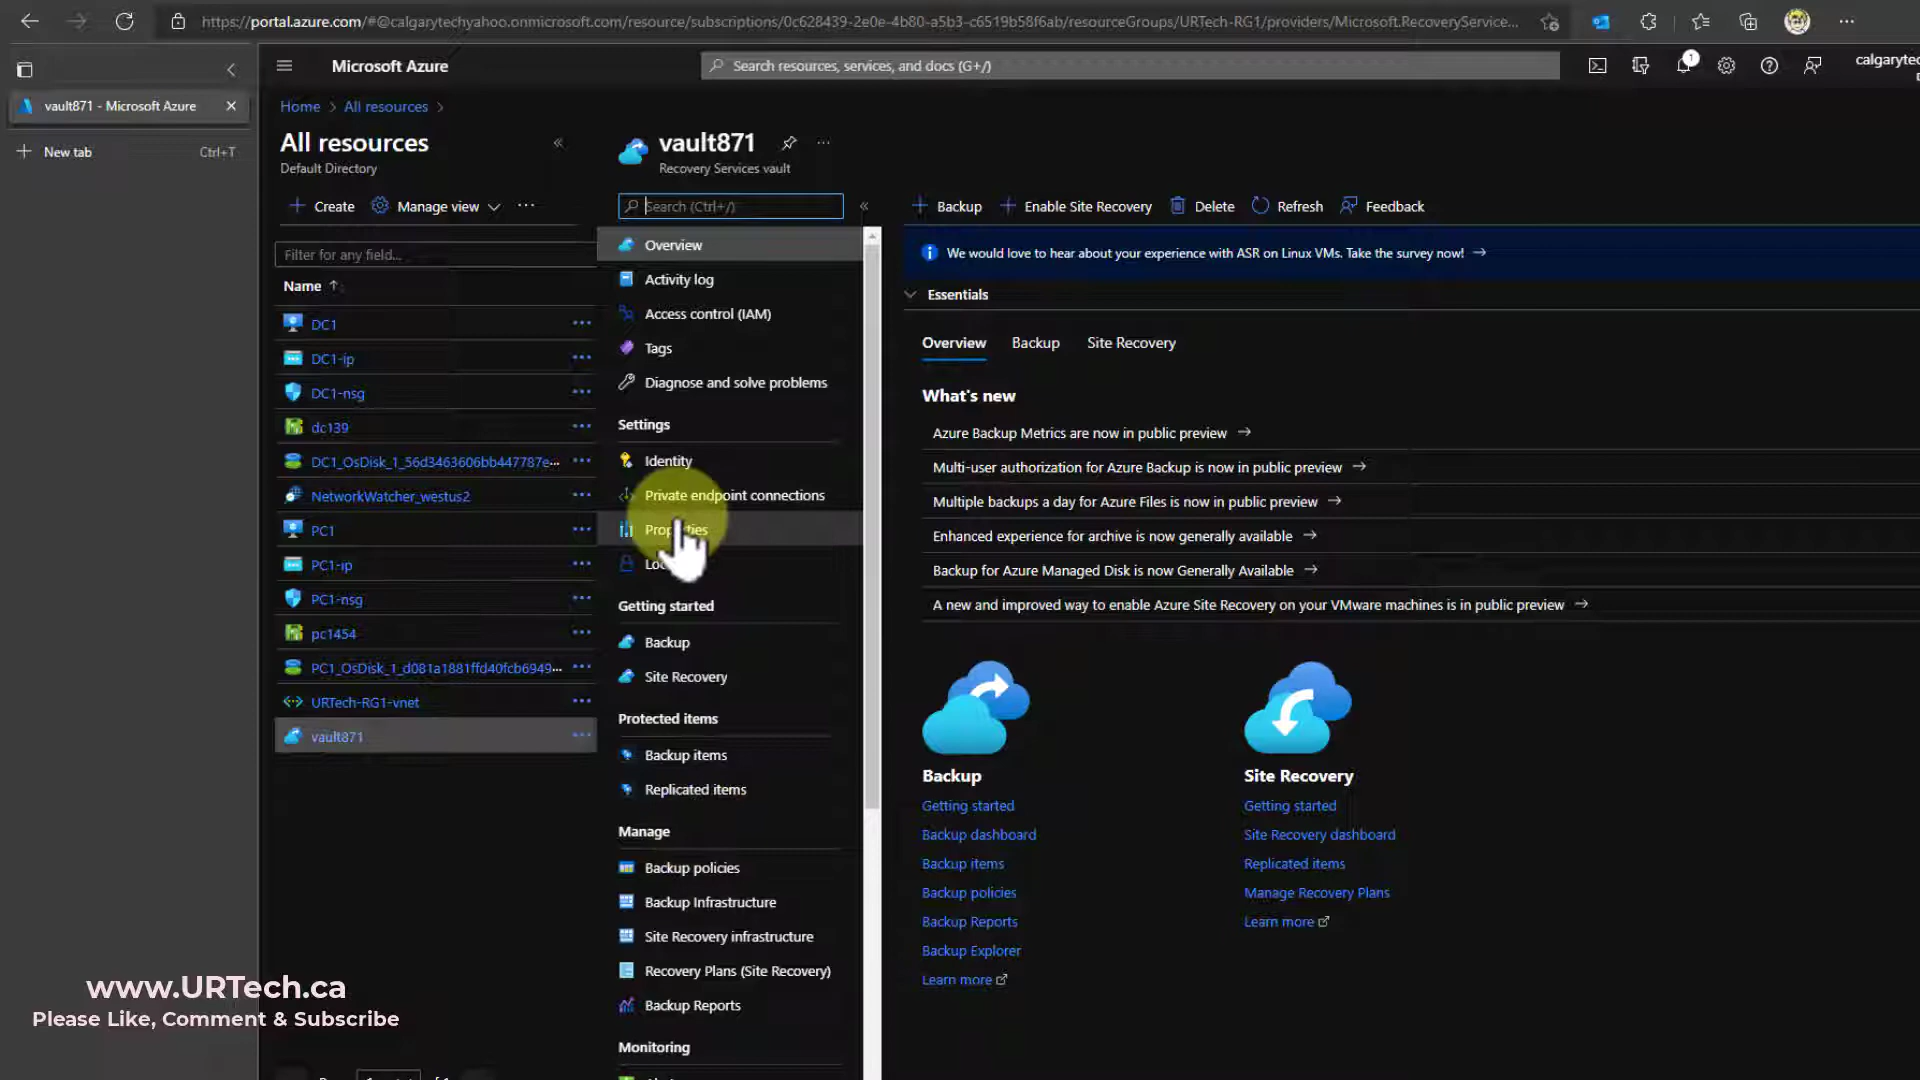 https://portal.azure.com/#@calgarytechyahoo.onmicrosoft.com/resource/subscriptions/0c628439-2e0e-4b80-a5b3-c6519b58f6ab/resourceGroups/URTech-RG1/providers/Microsoft.RecoveryService...
Microsoft Azure
Search resources, services, and docs (G+/)
1
calgarytec
vault871 - Microsoft Azure
New tab
Ctrl+T
Home > All resources >
All resources
Default Directory
Create
Manage view
Filter for any field...
Name ↑
DC1
DC1-ip
DC1-nsg
dc139
DC1_OsDisk_1_56d3463606bb447787e...
NetworkWatcher_westus2
PC1
PC1-ip
PC1-nsg
pc1454
PC1_OsDisk_1_d081a1881ffd40fcb6949...
URTech-RG1-vnet
vault871
vault871
Recovery Services vault
Search (Ctrl+/)
Overview
Activity log
Access control (IAM)
Tags
Diagnose and solve problems
Settings
Identity
Private endpoint connections
Properties
Getting started
Backup
Site Recovery
Protected items
Backup items
Replicated items
Manage
Backup policies
Backup Infrastructure
Site Recovery infrastructure
Recovery Plans (Site Recovery)
Backup Reports
Monitoring
Backup
Enable Site Recovery
Delete
Refresh
Feedback
We would love to hear about your experience with ASR on Linux VMs. Take the survey now! →
Essentials
Overview
Backup
Site Recovery
What's new
Azure Backup Metrics are now in public preview →
Multi-user authorization for Azure Backup is now in public preview →
Multiple backups a day for Azure Files is now in public preview →
Enhanced experience for archive is now generally available →
Backup for Azure Managed Disk is now Generally Available →
A new and improved way to enable Azure Site Recovery on your VMware machines is in public preview →
Backup
Getting started
Backup dashboard
Backup items
Backup policies
Backup Reports
Backup Explorer
Learn more
Site Recovery
Getting started
Site Recovery dashboard
Replicated items
Manage Recovery Plans
Learn more
www.URTech.ca
Please Like, Comment & Subscribe